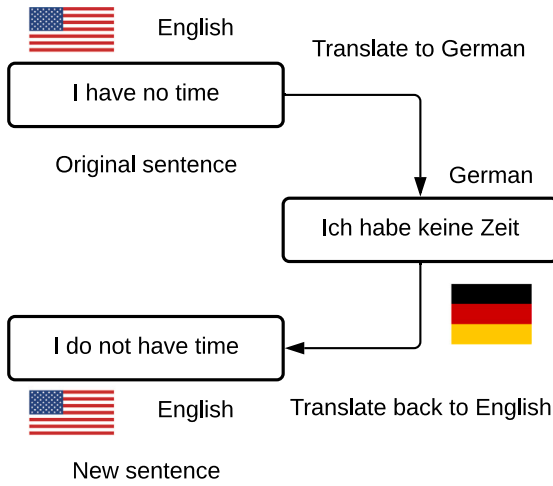 English
Translate to German
I have no time
Original sentence
German
Ich habe keine Zeit
I do not have time
English
Translate back to English
New sentence